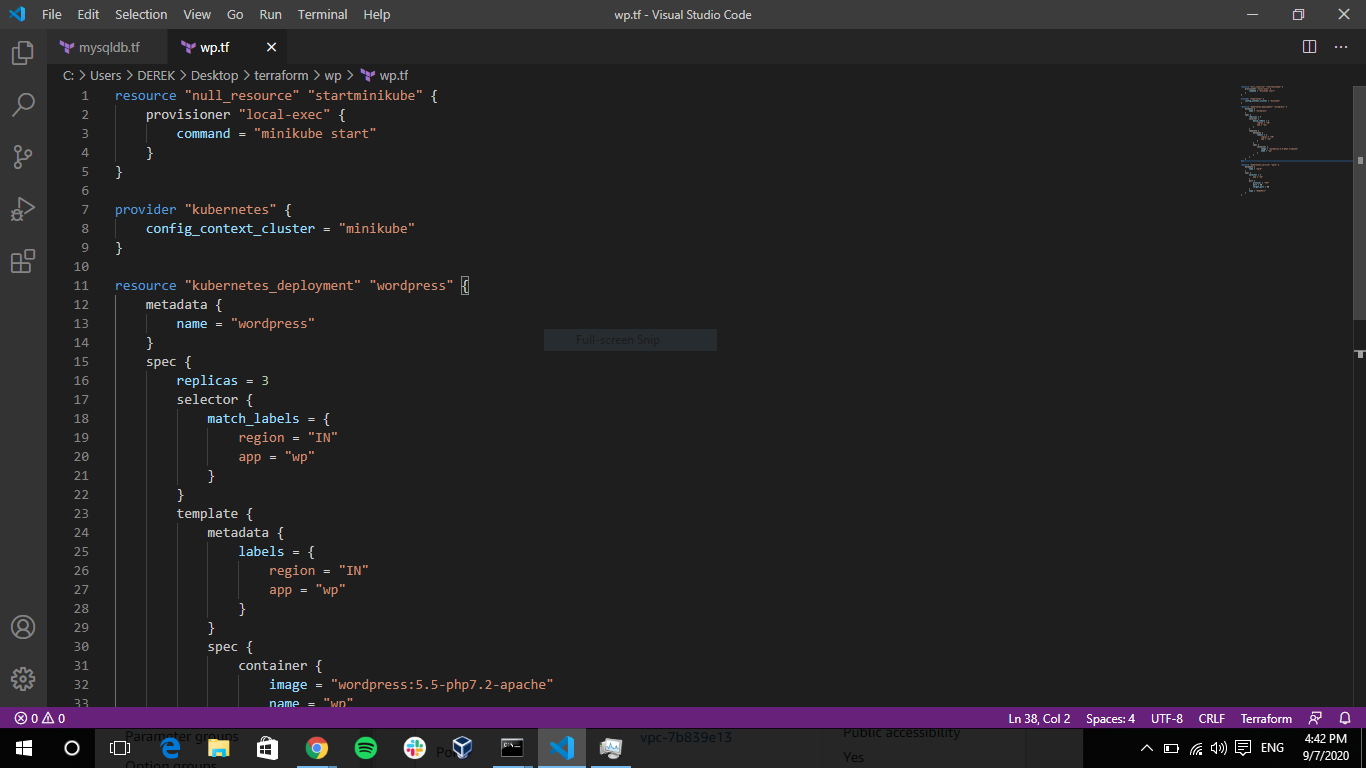 File Edit Selection View Go Run Terminal Help wp.tf - Visual Studio Code
mysqldb.tf wp.tf
C: > Users > DEREK > Desktop > terraform > wp > wp.tf
1 resource "null_resource" "startminikube" {
2 provisioner "local-exec" {
3 command = "minikube start"
4 }
5 }
6
7 provider "kubernetes" {
8 config_context_cluster = "minikube"
9 }
10
11 resource "kubernetes_deployment" "wordpress" {
12 metadata {
13 name = "wordpress"
14 }
15 spec {
16 replicas = 3
17 selector {
18 match_labels = {
19 region = "IN"
20 app = "wp"
21 }
22 }
23 template {
24 metadata {
25 labels = {
26 region = "IN"
27 app = "wp"
28 }
29 }
30 spec {
31 container {
32 image = "wordpress:5.5-php7.2-apache"
33 name = "wp"
Full-screen Snip
0 0 Ln 38, Col 2 Spaces: 4 UTF-8 CRLF Terraform
Parameter groups vpc-7b839e13 Public accessibility
Option groups Yes
ENG 4:42 PM
9/7/2020